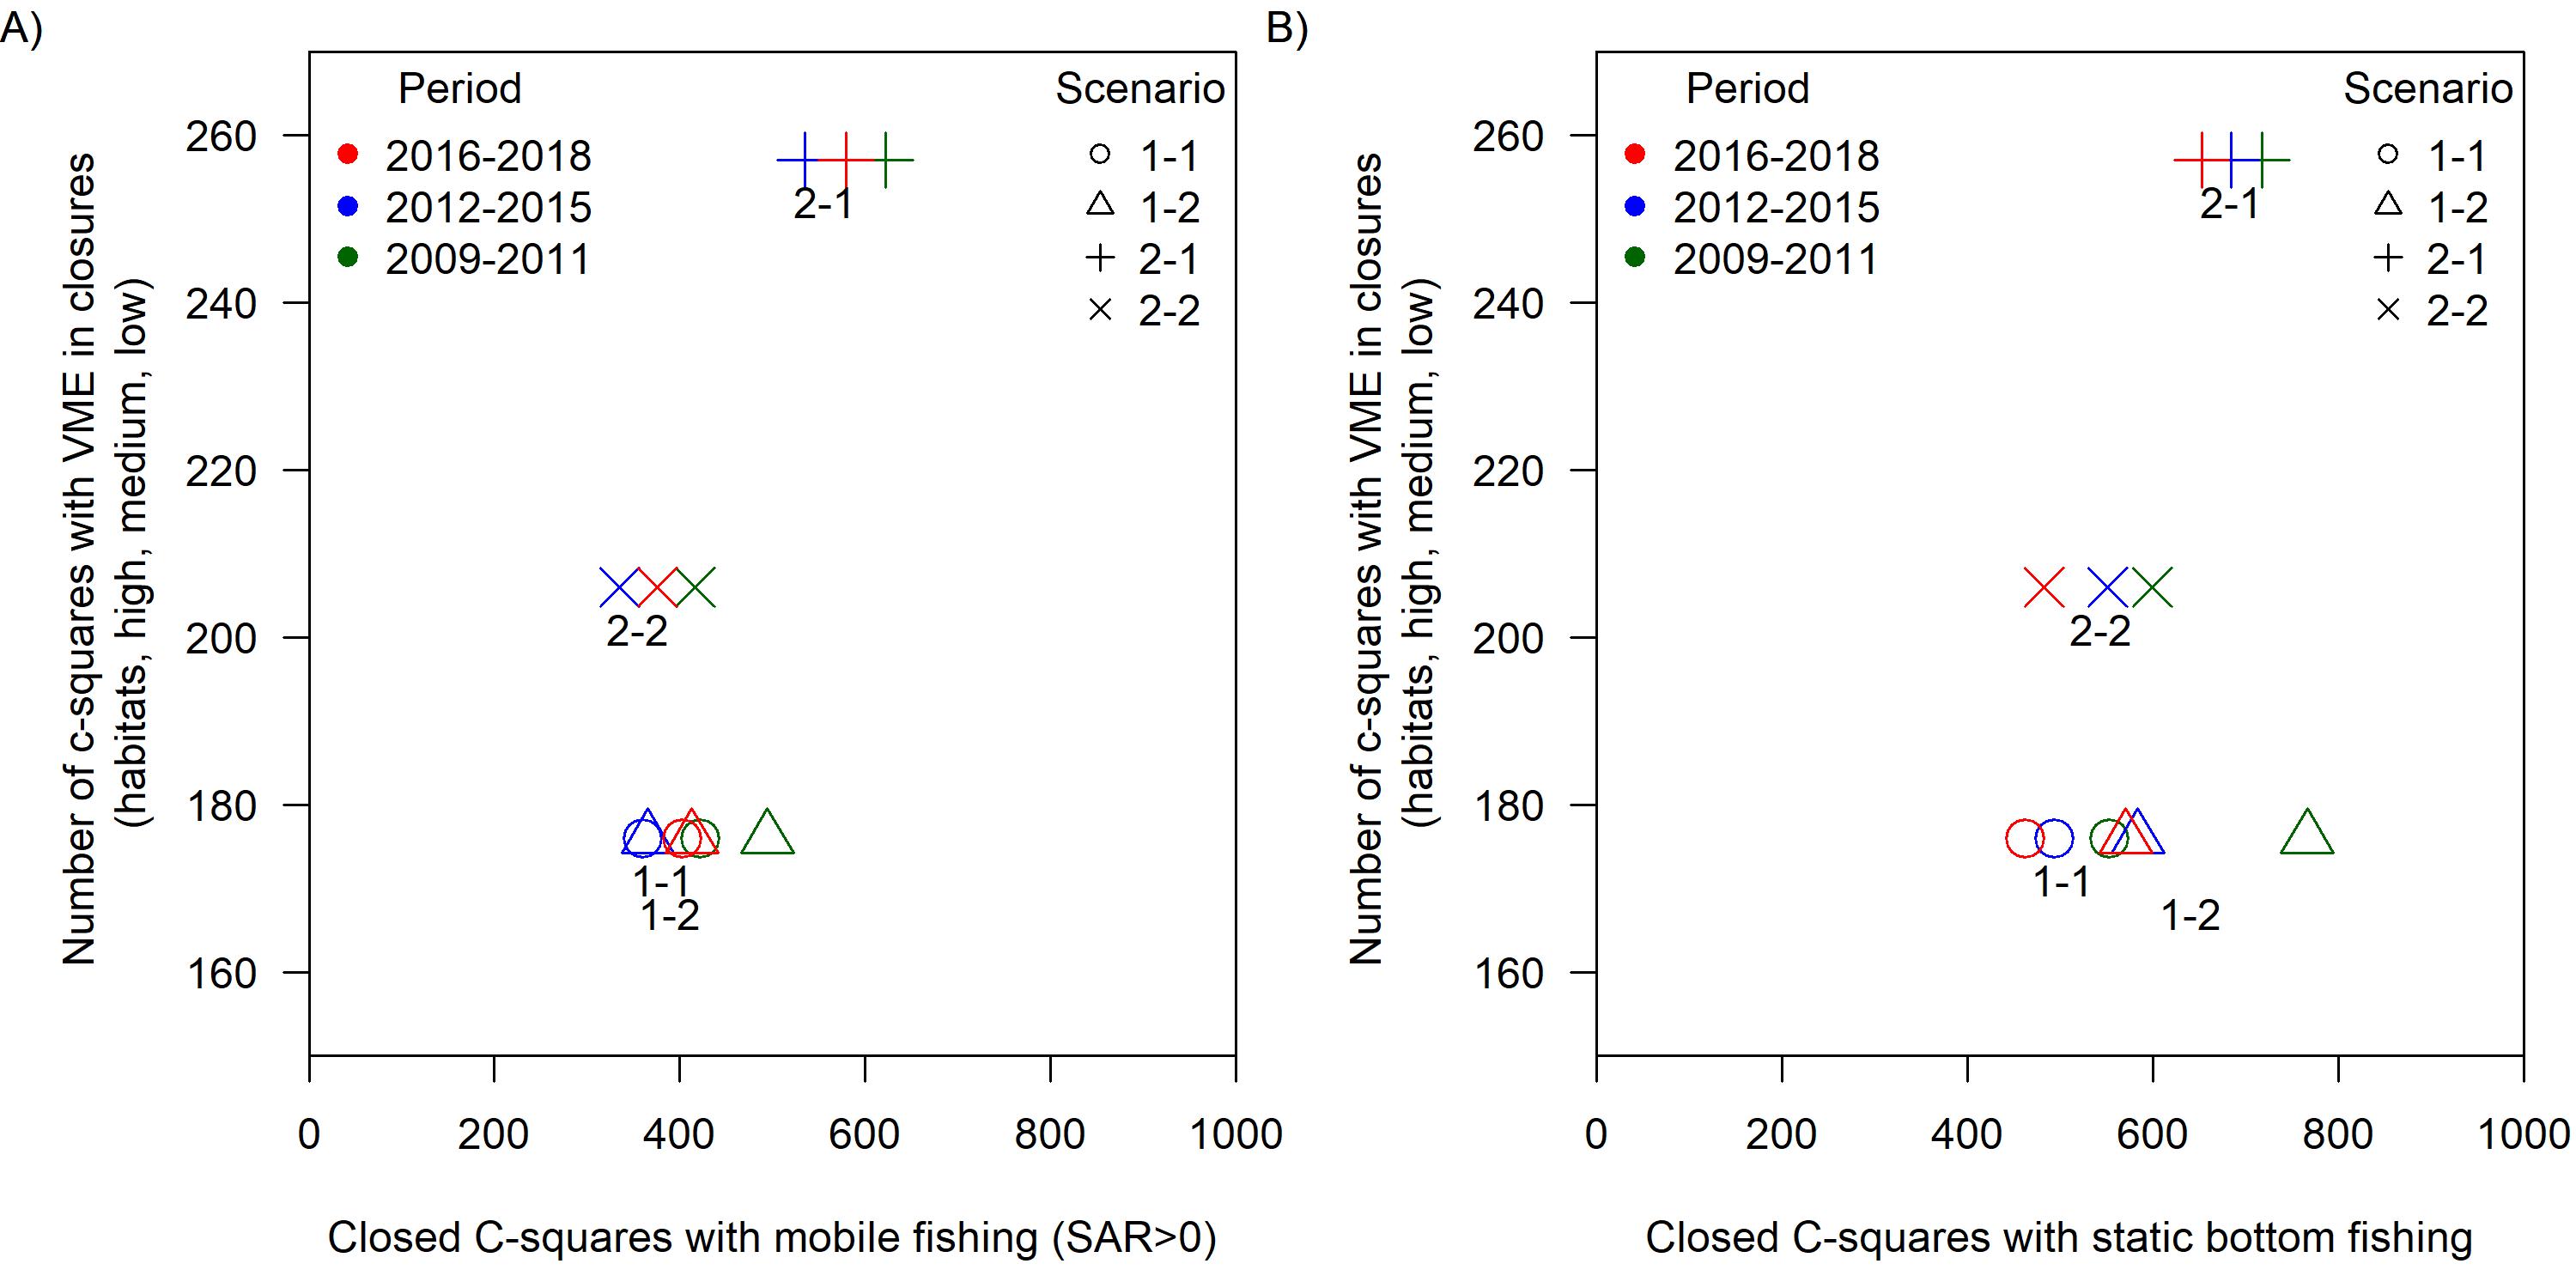 A)
Number of c-squares with VME in closures
(habitats, high, medium, low)
260
240
220
200
180
160
Period
2016-2018
2012-2015
2009-2011
Scenario
1-1
1-2
2-1
2-2
2-1
2-2
1-1
1-2
0 200 400 600 800 1000
Closed C-squares with mobile fishing (SAR>0)
B)
Number of c-squares with VME in closures
(habitats, high, medium, low)
260
240
220
200
180
160
Period
2016-2018
2012-2015
2009-2011
Scenario
1-1
1-2
2-1
2-2
2-1
2-2
1-1
1-2
0 200 400 600 800 1000
Closed C-squares with static bottom fishing